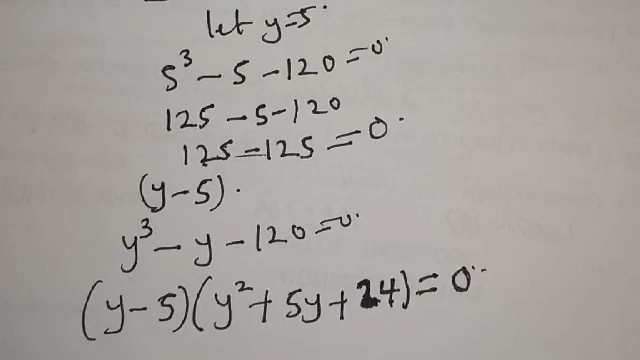 let y=5.
5³ - 5 - 120 = 0.
125 - 5 - 120
125 - 125 = 0.
(y - 5).
y³ - y - 120 = 0.
(y - 5)(y² + 5y + 24) = 0..